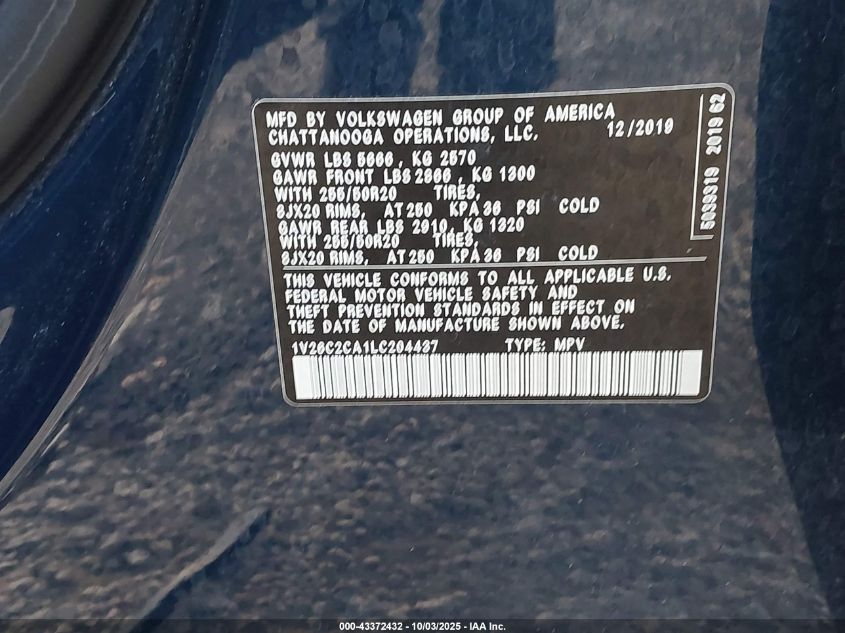 MFD BY VOLKSWAGEN GROUP OF AMERICA
CHATTANOOGA OPERATIONS, LLC. 12/2019
GVWR LBS 5666 , KG 2570
GAWR FRONT LBS 2866 , KG 1300
WITH 255/50R20 TIRES,
8JX20 RIMS, AT 250 KPA 36 PSI COLD
GAWR REAR LBS 2910, KG 1320
WITH 255/50R20 TIRES,
8JX20 RIMS, AT 250 KPA 36 PSI COLD
THIS VEHICLE CONFORMS TO ALL APPLICABLE U.S.
FEDERAL MOTOR VEHICLE SAFETY AND
THEFT PREVENTION STANDARDS IN EFFECT ON
THE DATE OF MANUFACTURE SHOWN ABOVE.
1V26C2CA1LC204437 TYPE: MPV
5039319 2019 62
000-43372432 - 10/03/2025 - IAA Inc.